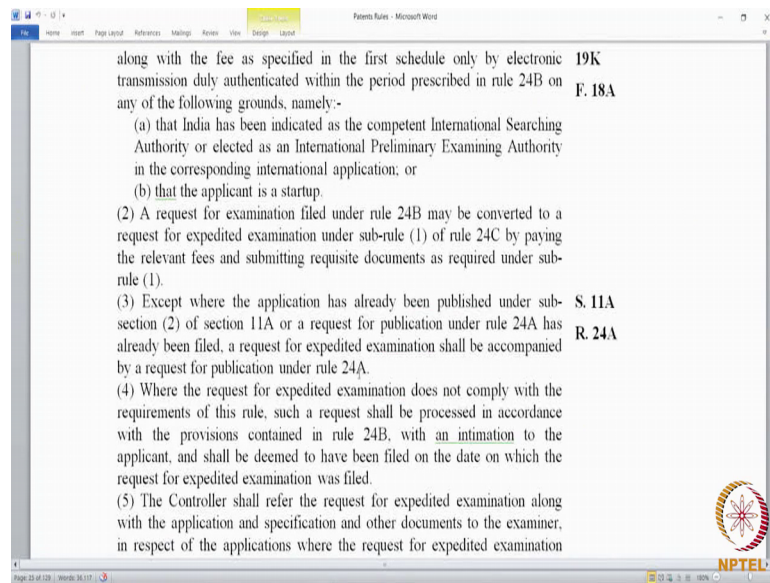 Patents Rules - Microsoft Word
File Home Insert Page Layout References Mailings Review View Design Layout
along with the fee as specified in the first schedule only by electronic 19K
transmission duly authenticated within the period prescribed in rule 24B on
any of the following grounds, namely:- F. 18A
(a) that India has been indicated as the competent International Searching
Authority or elected as an International Preliminary Examining Authority
in the corresponding international application; or
(b) that the applicant is a startup.
(2) A request for examination filed under rule 24B may be converted to a
request for expedited examination under sub-rule (1) of rule 24C by paying
the relevant fees and submitting requisite documents as required under sub-
rule (1).
(3) Except where the application has already been published under sub- S. 11A
section (2) of section 11A or a request for publication under rule 24A has R. 24A
already been filed, a request for expedited examination shall be accompanied
by a request for publication under rule 24A.
(4) Where the request for expedited examination does not comply with the
requirements of this rule, such a request shall be processed in accordance
with the provisions contained in rule 24B, with an intimation to the
applicant, and shall be deemed to have been filed on the date on which the
request for expedited examination was filed.
(5) The Controller shall refer the request for expedited examination along
with the application and specification and other documents to the examiner,
in respect of the applications where the request for expedited examination
NPTEL
Words: 36,117